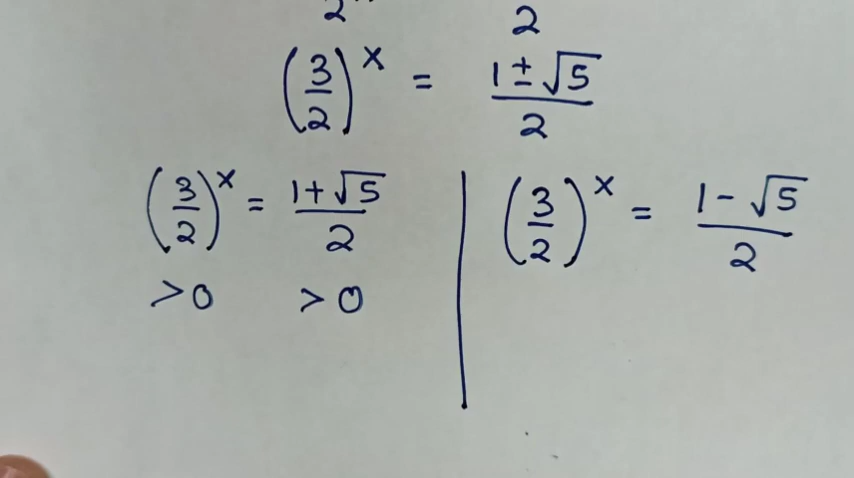 2
(3/2)^x = (1 ± √5)/2
(3/2)^x = (1 + √5)/2
> 0 > 0
(3/2)^x = (1 - √5)/2